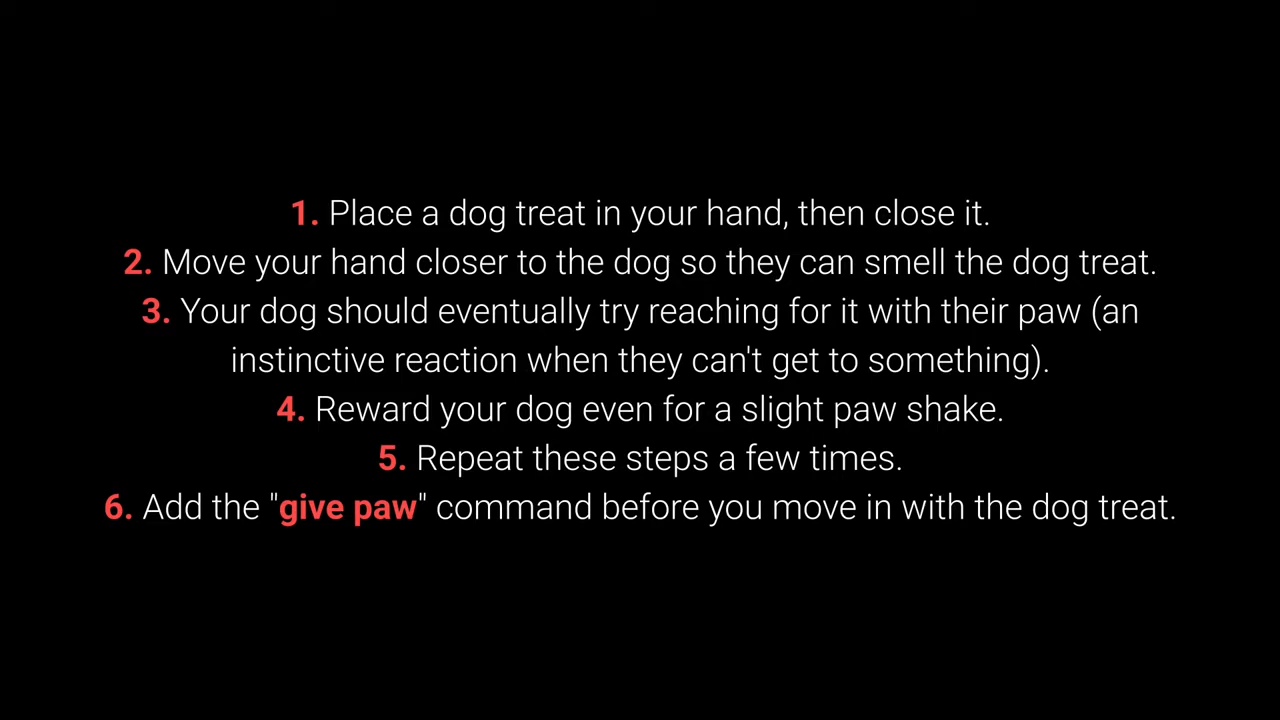 1. Place a dog treat in your hand, then close it.
2. Move your hand closer to the dog so they can smell the dog treat.
3. Your dog should eventually try reaching for it with their paw (an
instinctive reaction when they can't get to something).
4. Reward your dog even for a slight paw shake.
5. Repeat these steps a few times.
6. Add the "give paw" command before you move in with the dog treat.